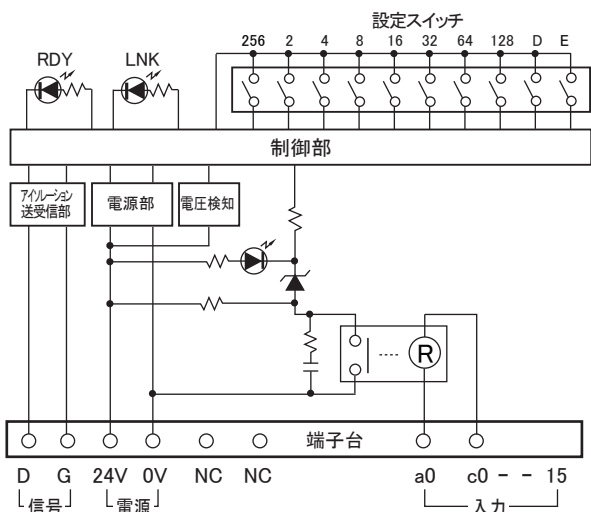 設定スイッチ
256 2 4 8 16 32 64 128 D E
RDY LNK
制御部
アイソレーション
送受信部
電源部
電圧検知
R
端子台
D G 24V 0V NC NC a0 c0 - - 15
信号 電源 入力